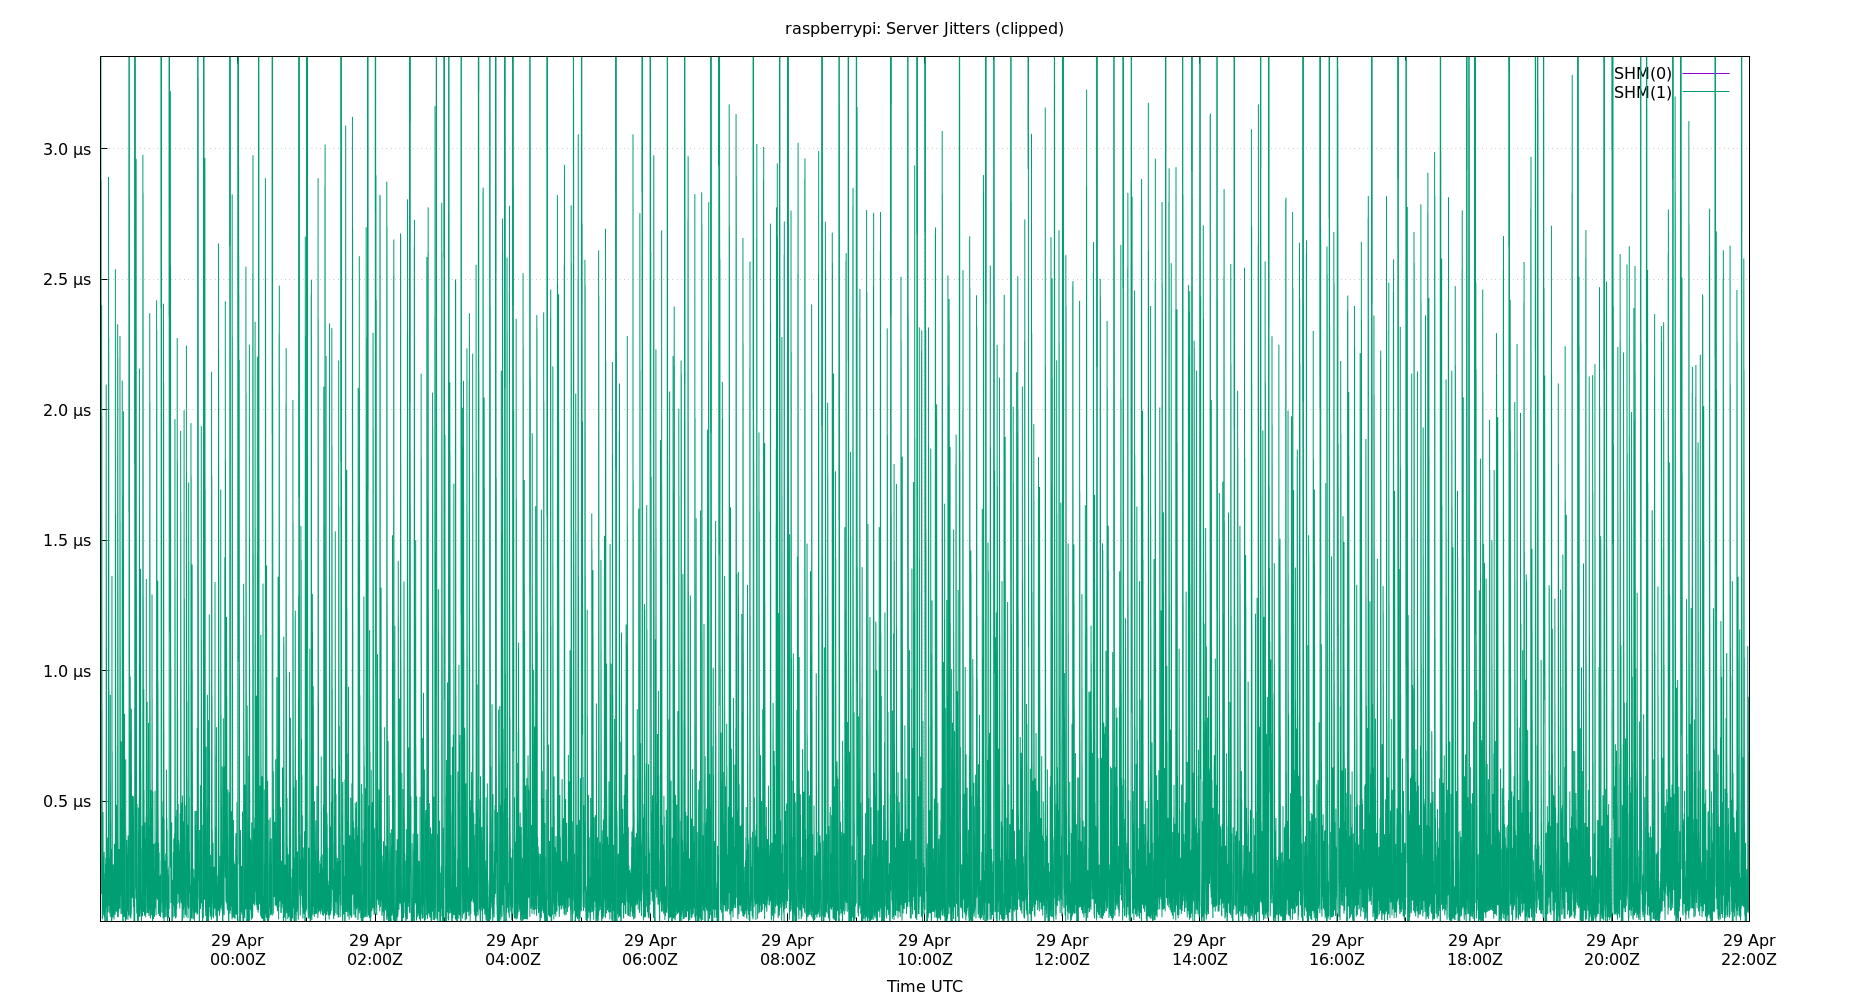 raspberrypi: Server Jitters (clipped)
SHM(0)
SHM(1)
3.0 µs
2.5 µs
2.0 µs
1.5 µs
1.0 µs
0.5 µs
29 Apr 29 Apr 29 Apr 29 Apr 29 Apr 29 Apr 29 Apr 29 Apr 29 Apr 29 Apr 29 Apr 29 Apr
00:00Z 02:00Z 04:00Z 06:00Z 08:00Z 10:00Z 12:00Z 14:00Z 16:00Z 18:00Z 20:00Z 22:00Z
Time UTC